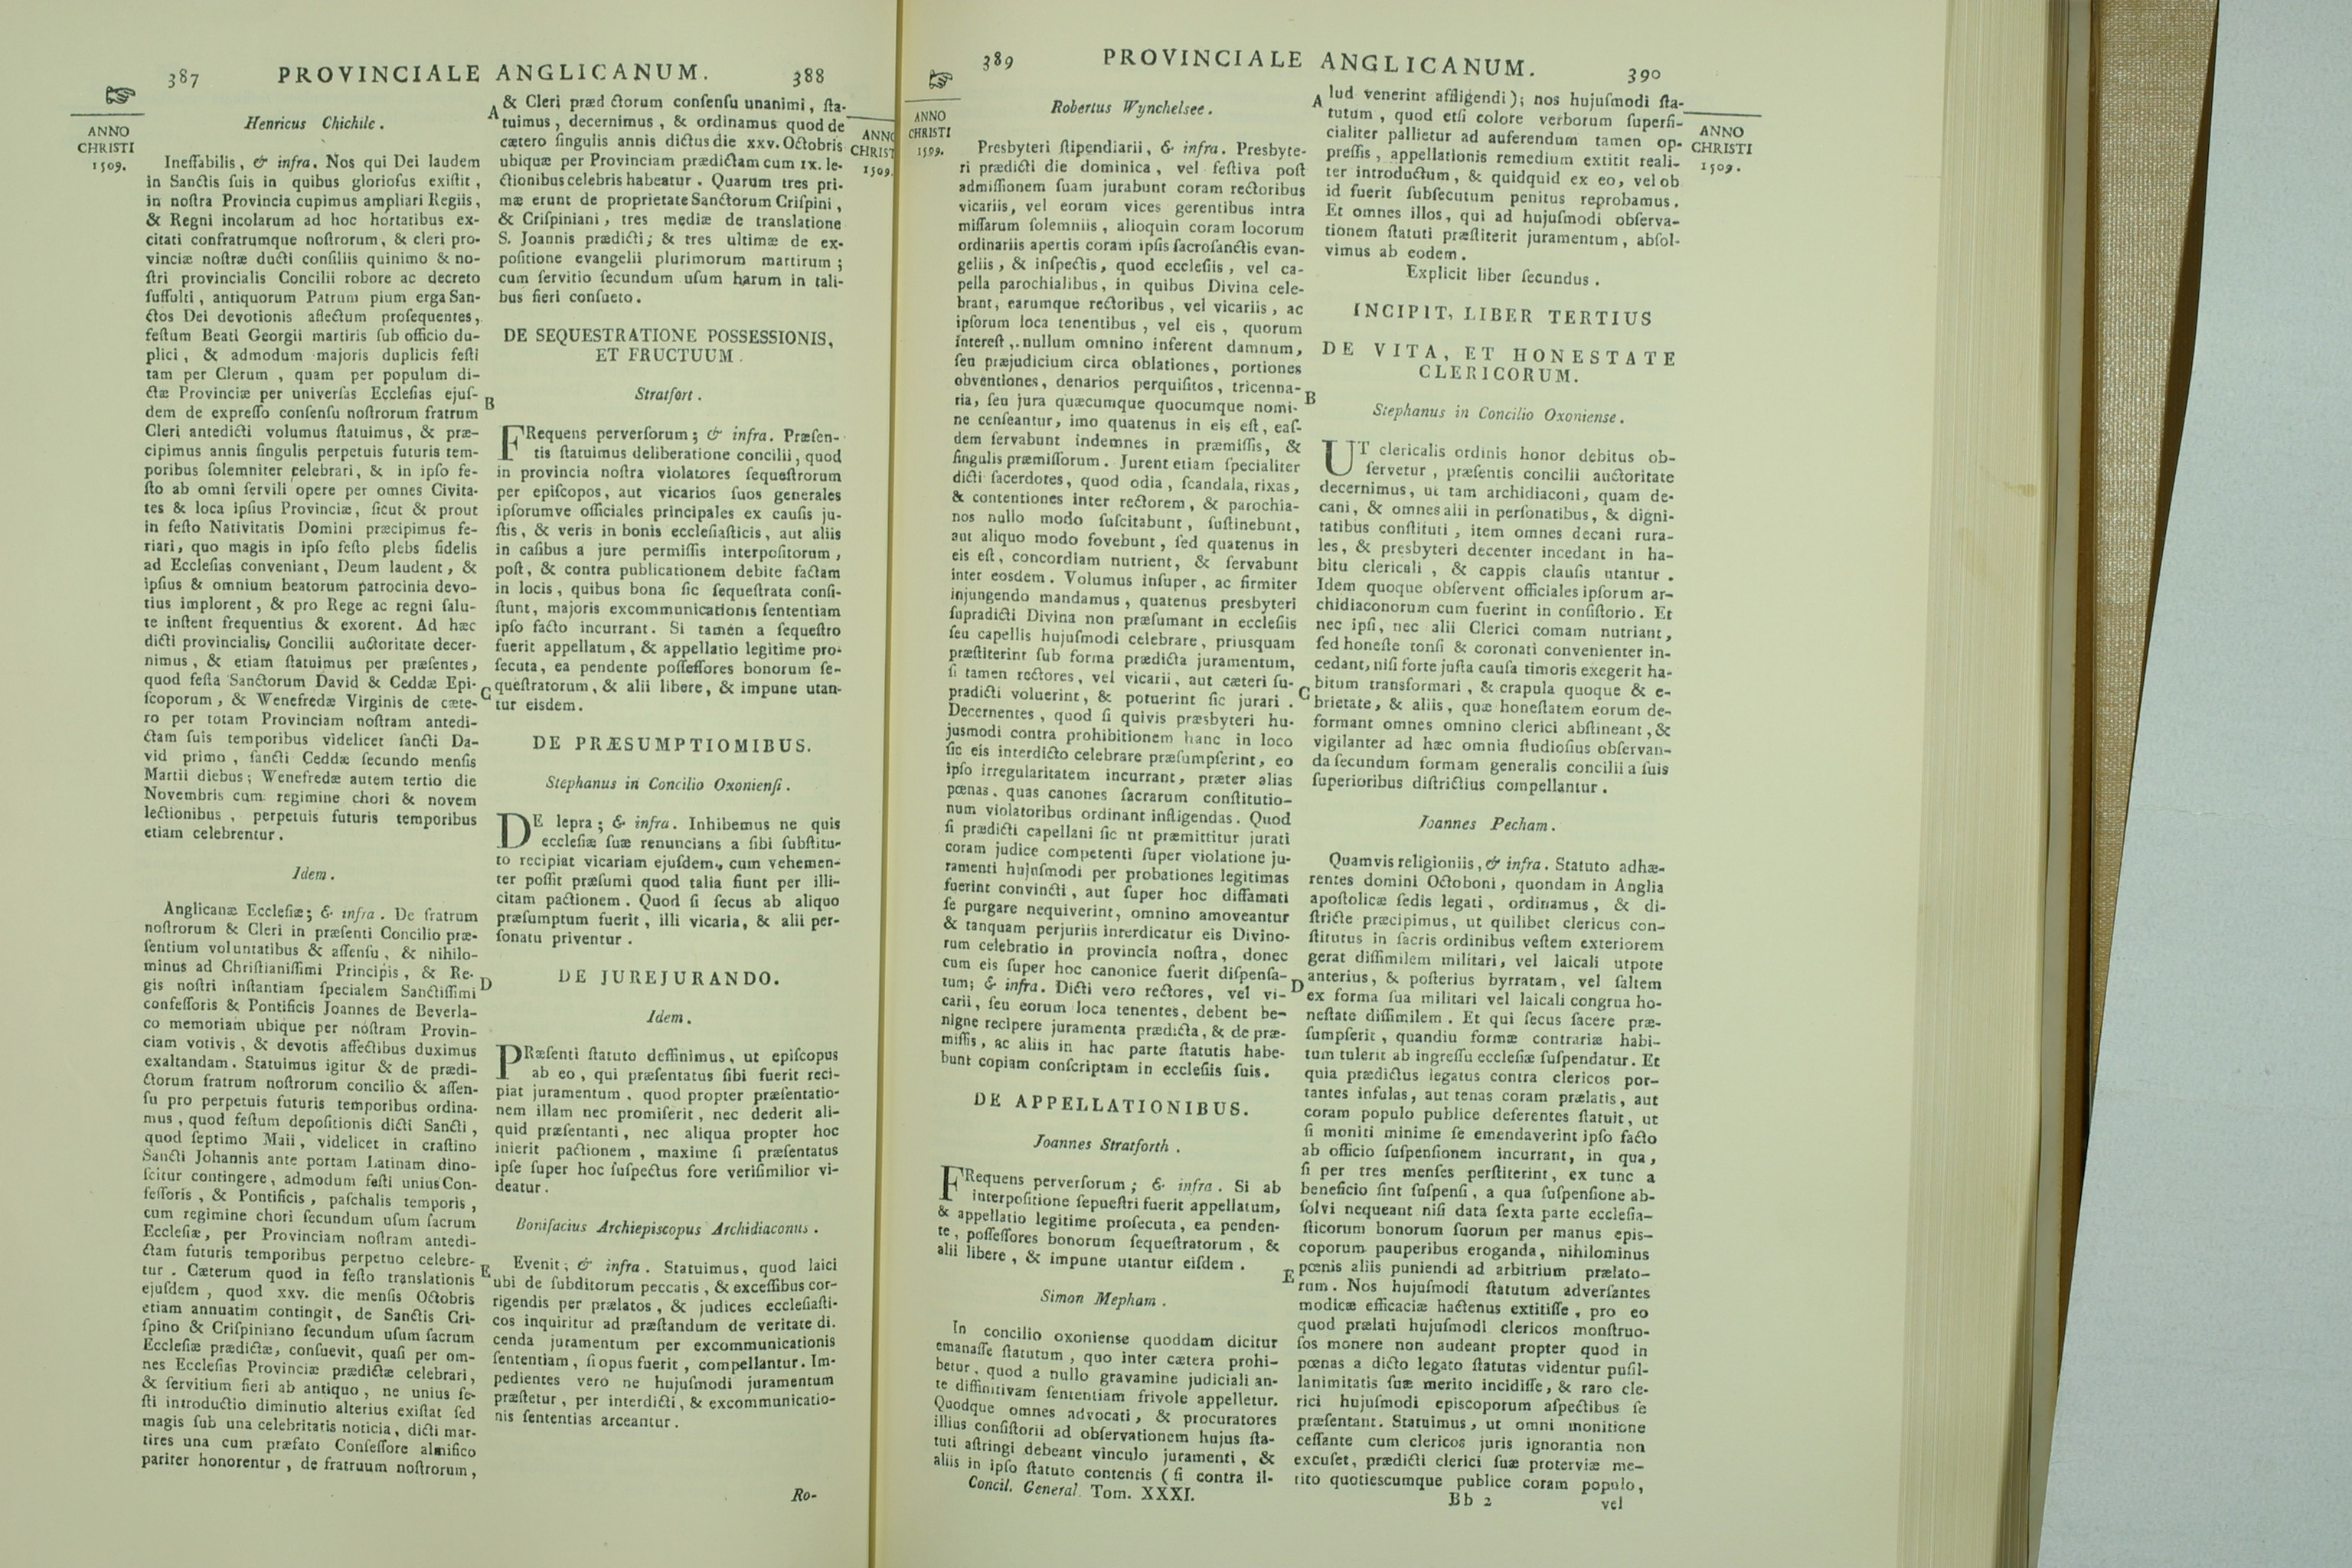 387 PROVINCIALE ANGLICANUM. 388
ANNO
CHRISTI
1509.
Henricus Chichile.
Ineffabilis, & infra. Nos qui Dei laudem
in Sanctis suis in quibus gloriosus existit,
in nostra Provincia cupimus ampliari Regiis,
& Regni incolarum ad hoc hortatibus ex-
citati confratrumque nostrorum, & cleri pro-
vinciæ nostræ ducti consiliis quinimo & no-
stri provincialis Concilii robore ac decreto
suffulti, antiquorum Patrum pium erga San-
ctos Dei devotionis affectum prosequentes,
festum Beati Georgii martiris sub officio du-
plici, & admodum majoris duplicis festi
tam per Clerum, quam per populum di-
ctæ Provinciæ per universas Ecclesias ejus-
dem de expresso consensu nostrorum fratrum
Cleri antedicti volumus statuimus, & præ-
cipimus annis singulis perpetuis futuris tem-
poribus solemniter celebrari, & in ipso fe-
sto ab omni servili opere per omnes Civita-
tes & loca ipsius Provinciæ, sicut & prout
in festo Nativitatis Domini præcipimus fe-
riari, quo magis in ipso festo plebs fidelis
ad Ecclesias conveniant, Deum laudent, &
ipsius & omnium beatorum patrocinia devo-
tius implorent, & pro Rege ac regni salu-
te instent frequentius & exorent. Ad hæc
dicti provincialis, Concilii auctoritate decer-
nimus, & etiam statuimus per præsentes,
quod festa Sanctorum David & Ceddæ Epi-
scoporum, & Wenefredæ Virginis de cæte-
ro per totam Provinciam nostram antedi-
ctam suis temporibus videlicet sancti Da-
vid primo, sancti Ceddæ secundo mensis
Martii diebus; Wenefredæ autem tertio die
Novembris cum regimine chori & novem
lectionibus, perpetuis futuris temporibus
etiam celebrentur.
Idem.
Anglicanæ Ecclesiæ; & infra. De fratrum
nostrorum & Cleri in præsenti Concilio præ-
sentium voluntatibus & assensu, & nihilo-
minus ad Christianissimi Principis, & Re-
gis nostri instantiam specialem Sanctissimi
confessoris & Pontificis Joannes de Beverla-
co memoriam ubique per nostram Provin-
ciam votivis, & devotis affectibus duximus
exaltandam. Statuimus igitur & de prædi-
ctorum fratrum nostrorum concilio & assen-
su pro perpetuis futuris temporibus ordina-
mus, quod festum depositionis dicti Sancti,
quod septimo Maii, videlicet in crastino
Sancti Johannis ante portam Latinam dino-
scitur contingere, admodum festi unius Con-
fessoris, & Pontificis, paschalis temporis,
cum regimine chori secundum usum sacrum
Ecclesiæ, per Provinciam nostram antedi-
ctam futuris temporibus perpetuo celebre-
tur. Cæterum quod in festo translationis
ejusdem, quod xxv. die mensis Octobris
etiam annuatim contingit, de Sanctis Cri-
spino & Crispiniano secundum usum sacrum
Ecclesiæ prædictæ, consuevit, quasi per om-
nes Ecclesias Provinciæ prædictæ celebrari,
& servitium fieri ab antiquo, ne unius fe-
sti introductio diminutio alterius existat sed
magis sub una celebritatis noticia, dicti mar-
tires una cum præfato Confessore almifico
pariter honorentur, de fratruum nostrorum,
A
B
C
D
E
& Cleri præd ctorum consensu unanimi, sta-
tuimus, decernimus, & ordinamus quod de
cætero singulis annis dictus die xxv. Octobris
ubiquæ per Provinciam prædictam cum ix. le-
ctionibus celebris habeatur. Quarum tres pri-
mæ erunt de proprietate Sanctorum Crispini,
& Crispiniani, tres mediæ de translatione
S. Joannis prædicti; & tres ultimæ de ex-
positione evangelii plurimorum martirum;
cum servitio secundum usum harum in tali-
bus fieri consueto.
DE SEQUESTRATIONE POSSESSIONIS,
ET FRUCTUUM.
Stratfort.
FRequens perversorum; & infra. Præsen-
tis statuimus deliberatione concilii, quod
in provincia nostra violatores sequestrorum
per episcopos, aut vicarios suos generales
ipsorumve officiales principales ex causis ju-
stis, & veris in bonis ecclesiasticis, aut aliis
in casibus a jure permissis interpositorum,
post, & contra publicationem debite factam
in locis, quibus bona sic sequestrata consi-
stunt, majoris excommunicationis sententiam
ipso facto incurrant. Si tamen a sequestro
fuerit appellatum, & appellatio legitime pro-
secuta, ea pendente possessores bonorum se-
questratorum, & alii libere, & impune utan-
tur eisdem.
DE PRÆSUMPTIOMIBUS.
Stephanus in Concilio Oxoniensi.
DE lepra; & infra. Inhibemus ne quis
ecclesiæ suæ renuncians a sibi substitu-
to recipiat vicariam ejusdem, cum vehemen-
ter possit præsumi quod talia fiunt per illi-
citam pactionem. Quod si secus ab aliquo
præsumptum fuerit, illi vicaria, & alii per-
sonatu priventur.
DE JUREJURANDO.
Idem.
PRæsenti statuto deffinimus, ut episcopus
ab eo, qui præsentatus sibi fuerit reci-
piat juramentum, quod propter præsentatio-
nem illam nec promiserit, nec dederit ali-
quid præsentanti, nec aliqua propter hoc
inierit pactionem, maxime si præsentatus
ipse super hoc suspectus fore verisimilior vi-
deatur.
Bonifacius Archiepiscopus Archidiaconus.
Evenit; & infra. Statuimus, quod laici
ubi de subditorum peccatis, & excessibus cor-
rigendis per prælatos, & judices ecclesiasti-
cos inquiritur ad præstandum de veritate di.
cenda juramentum per excommunicationis
sententiam, si opus fuerit, compellantur. Im-
pedientes vero ne hujusmodi juramentum
præstetur, per interdicti, & excommunicatio-
nis sententias arceantur.
Ro-
ANNO
CHRIST
1509.
389 PROVINCIALE ANGLICANUM. 390
ANNO
CHRISTI
1509.
Robertus Wynchelsee.
Presbyteri stipendiarii, & infra. Presbyte-
ri prædicti die dominica, vel festiva post
admissionem suam jurabunt coram rectoribus
vicariis, vel eorum vices gerentibus intra
missarum solemniis, alioquin coram locorum
ordinariis apertis coram ipsis sacrosanctis evan-
geliis, & inspectis, quod ecclesiis, vel ca-
pella parochialibus, in quibus Divina cele-
brant, earumque rectoribus, vel vicariis, ac
ipsorum loca tenentibus, vel eis, quorum
interest, nullum omnino inferent damnum,
seu præjudicium circa oblationes, portiones
obventiones, denarios perquisitos, tricenna-
ria, seu jura quæcumque quocumque nomi-
ne censeantur, imo quatenus in eis est, eas-
dem servabunt indemnes in præmissis, &
singulis præmissorum. Jurent etiam specialiter
dicti sacerdotes, quod odia, scandala, rixas,
& contentiones inter rectorem, & parochia-
nos nullo modo suscitabunt, sustinebunt,
aut aliquo modo fovebunt, sed quatenus in
eis est, concordiam nutrient, & servabunt
inter eosdem. Volumus insuper, ac firmiter
injungendo mandamus, quatenus presbyteri
supradicti Divina non præsumant in ecclesiis
seu capellis hujusmodi celebrare, priusquam
præstiterint sub forma prædicta juramentum,
si tamen rectores, vel vicarii, aut cæteri su-
pradicti voluerint, & potuerint sic jurari.
Decernentes, quod si quivis præsbyteri hu-
jusmodi contra prohibitionem hanc in loco
sic eis interdicto celebrare præsumpserint, eo
ipso irregularitatem incurrant, præter alias
pœnas, quas canones sacrarum constitutio-
num violatoribus ordinant infligendas. Quod
si prædicti capellani sic nt præmittitur jurati
coram judice competenti super violatione ju-
ramenti hujusmodi per probationes legitimas
fuerint convincti, aut super hoc diffamati
se purgare nequiverint, omnino amoveantur
& tanquam perjuriis interdicatur eis Divino-
rum celebratio in provincia nostra, donec
cum eis super hoc canonice fuerit dispensa-
tum; & infra. Dicti vero rectores, vel vi-
carii, seu eorum loca tenentes, debent be-
nigne recipere juramenta prædicta, & de præ-
missis, ac aliis in hac parte statutis habe-
bunt copiam conscriptam in ecclesiis suis.
DE APPELLATIONIBUS.
Joannes Stratforth.
FRequens perversorum; & infra. Si ab
interpositione sepuestri fuerit appellatum,
& appellatio legitime prosecuta, ea penden-
te, possessores bonorum sequestratorum, &
alii libere, & impune utantur eisdem.
Simon Mepham.
In concilio oxoniense quoddam dicitur
emanasse statutum, quo inter cætera prohi-
betur, quod a nullo gravamine judiciali an-
te diffinitivam sententiam frivole appelletur.
Quodque omnes advocati, & procuratores
illius consistorii ad observationem hujus sta-
tuti astringi debeant vinculo juramenti, &
aliis in ipso statuto contentis (si contra il-
Concil. General. Tom. XXXI.
A
B
C
D
E
lud venerint affligendi); nos hujusmodi sta-
tutum, quod etsi colore verborum superfi-
cialiter pallietur ad auferendum tamen op-
pressis, appellationis remedium extitit reali-
ter introductum, & quidquid ex eo, vel ob
id fuerit subsecutum penitus reprobamus.
Et omnes illos, qui ad hujusmodi observa-
tionem statuti præstiterit juramentum, absol-
vimus ab eodem.
Explicit liber secundus.
INCIPIT, LIBER TERTIUS
DE VITA, ET HONESTATE
CLERICORUM.
Stephanus in Concilio Oxoniense.
UT clericalis ordinis honor debitus ob-
servetur, præsentis concilii auctoritate
decernimus, ut tam archidiaconi, quam de-
cani, & omnes alii in personatibus, & digni-
tatibus constituti, item omnes decani rura-
les, & presbyteri decenter incedant in ha-
bitu clericali, & cappis clausis utantur.
Idem quoque observent officiales ipsorum ar-
chidiaconorum cum fuerint in consistorio. Et
nec ipsi, nec alii Clerici comam nutriant,
sed honeste tonsi & coronati convenienter in-
cedant, nisi forte justa causa timoris exegerit ha-
bitum transformari, & crapula quoque & e-
brietate, & aliis, quæ honestatem eorum de-
formant omnes omnino clerici abstineant, &
vigilanter ad hæc omnia studiosius observan-
da secundum formam generalis concilii a suis
superioribus districtius compellantur.
Joannes Pecham.
Quamvis religioniis, & infra. Statuto adhæ-
rentes domini Octoboni, quondam in Anglia
apostolicæ sedis legati, ordinamus, & di-
stricte præcipimus, ut quilibet clericus con-
stitutus in sacris ordinibus vestem exteriorem
gerat dissimilem militari, vel laicali utpote
anterius, & posterius byrratam, vel saltem
ex forma sua militari vel laicali congrua ho-
nestate dissimilem. Et qui secus facere præ-
sumpserit, quandiu formæ contrariæ habi-
tum tulerit ab ingressu ecclesiæ suspendatur. Et
quia prædictus legatus contra clericos por-
tantes infulas, aut tenas coram prælatis, aut
coram populo publice deferentes statuit, ut
si moniti minime se emendaverint ipso facto
ab officio suspensionem incurrant, in qua,
si per tres menses perstiterint, ex tunc a
beneficio sint suspensi, a qua suspensione ab-
solvi nequeant nisi data sexta parte ecclesia-
sticorum bonorum suorum per manus epis-
coporum pauperibus eroganda, nihilominus
pœnis aliis puniendi ad arbitrium prælato-
rum. Nos hujusmodi statutum adversantes
modicæ efficaciæ hactenus extitisse, pro eo
quod prælati hujusmodi clericos monstruo-
sos monere non audeant propter quod in
pœnas a dicto legato statutas videntur pusil-
lanimitatis suæ merito incidisse, & raro cle-
rici hujusmodi episcoporum aspectibus se
præsentant. Statuimus, ut omni monitione
cessante cum clericos juris ignorantia non
excuset, prædicti clerici suæ proterviæ me-
rito quotiescumque publice coram populo,
Bb 2 vel
ANNO
CHRISTI
1509.